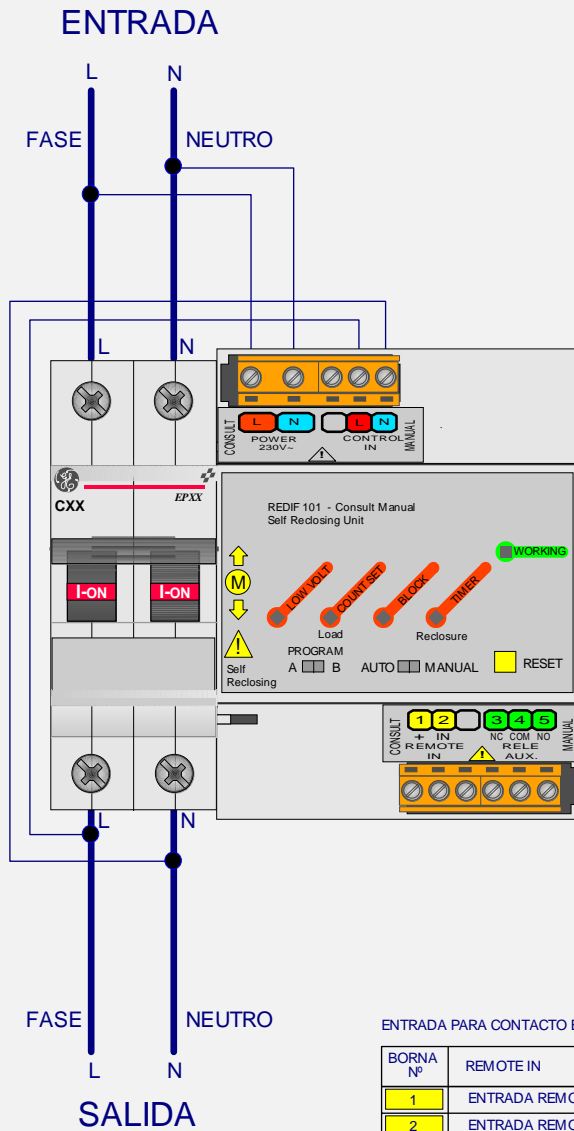 ENTRADA
L N
FASE NEUTRO
L N
CONSULT
L N L N
POWER 230V~
CONTROL IN
MANUAL
!
CXX
EPXX
REDIF 101 - Consult Manual
Self Reclosing Unit
WORKING
LOW VOLT
COUNT SET
BLOCK
TIMER
I-ON I-ON
M
!
Self
Reclosing
Load
PROGRAM
A B
Reclosure
AUTO MANUAL
RESET
CONSULT
1 2 3 4 5
+ IN NC COM NO
REMOTE IN
!
RELE AUX.
MANUAL
L N
FASE NEUTRO
L N
SALIDA
ENTRADA PARA CONTACTO
BORNA Nº REMOTE IN
1 ENTRADA
2 ENTRADA